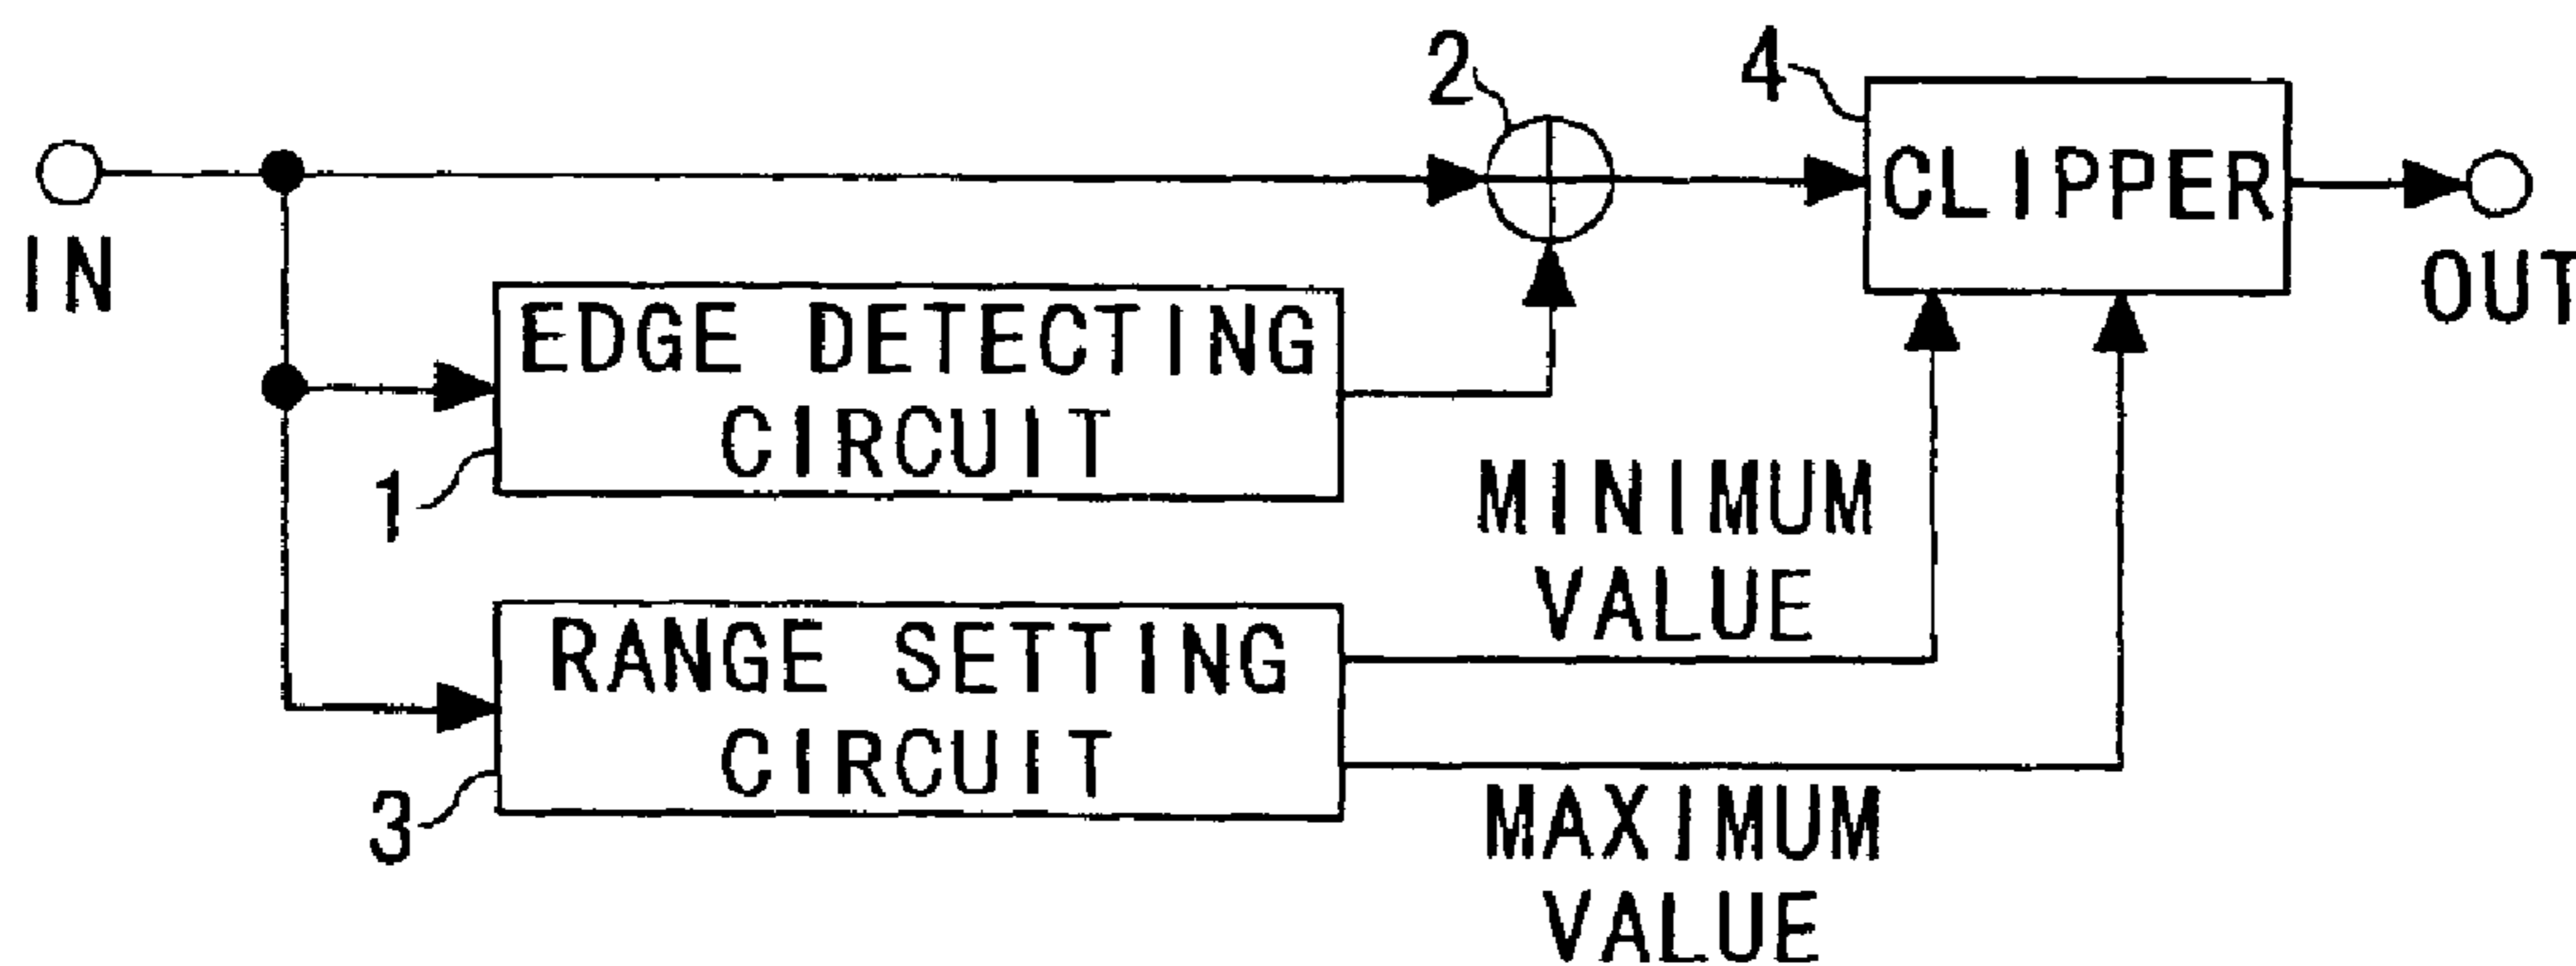 2
4
CLIPPER
IN
OUT
EDGE DETECTING
CIRCUIT
1
MINIMUM
VALUE
RANGE SETTING
CIRCUIT
3
MAXIMUM
VALUE